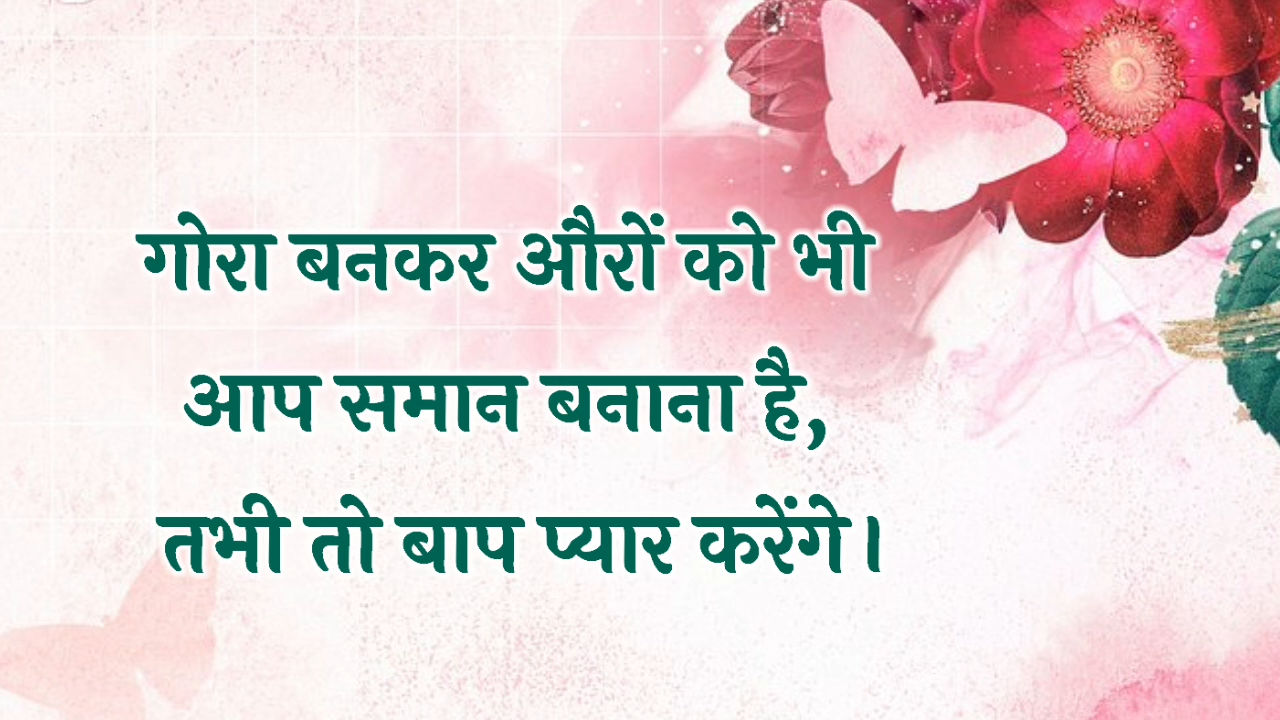 गोरा बनकर औरों को भी
आप समान बनाना है,
तभी तो बाप प्यार करेंगे।